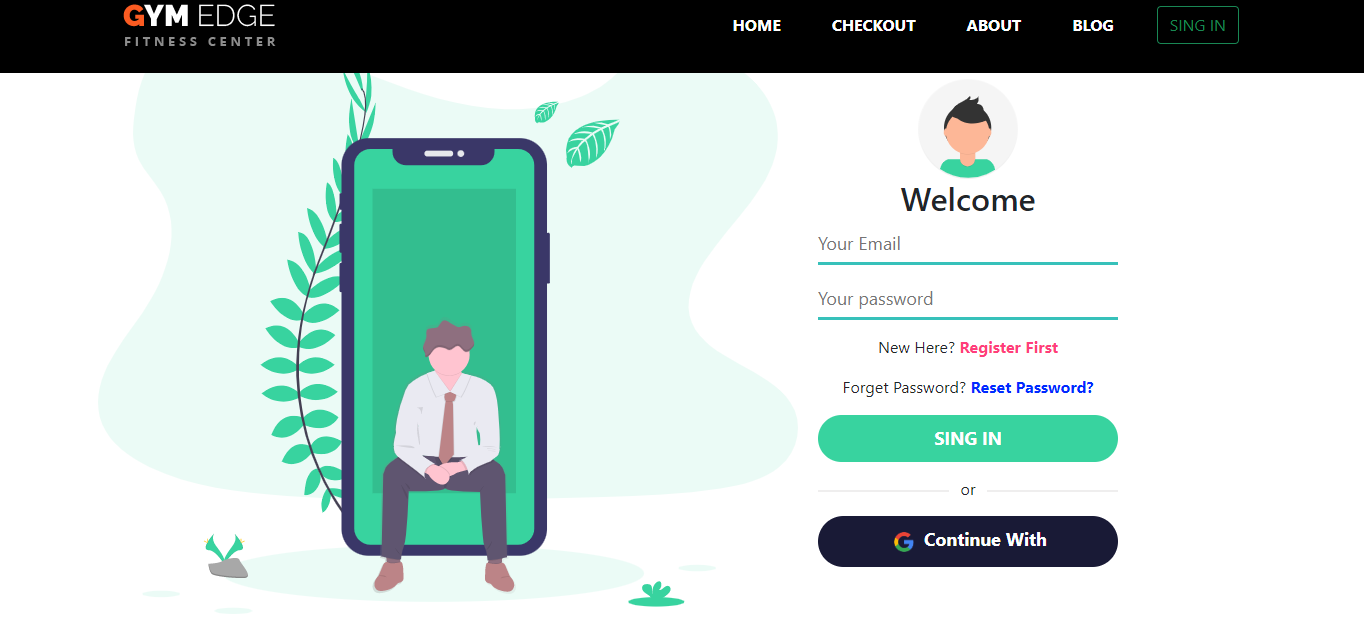 GYM EDGE
FITNESS CENTER
HOME CHECKOUT ABOUT BLOG SING IN
Welcome
Your Email
Your password
New Here? Register First
Forget Password? Reset Password?
SING IN
or
Continue With